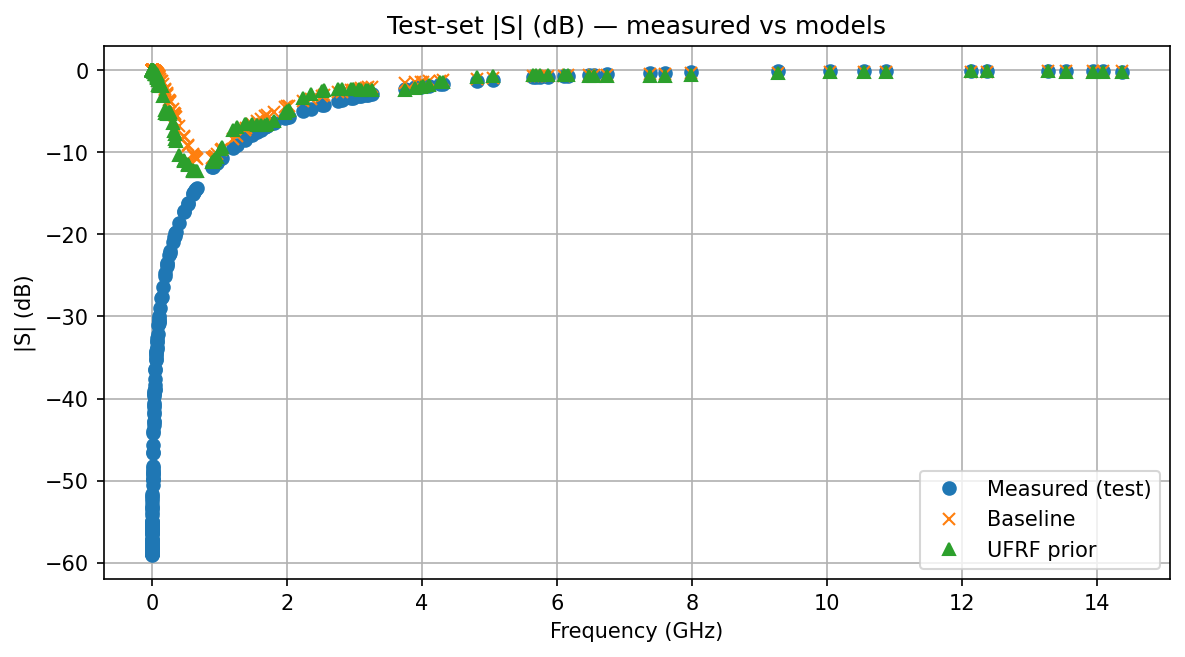 Test-set |S| (dB) — measured vs models
|S| (dB)
0
−10
−20
−30
−40
−50
−60
0 2 4 6 8 10 12 14
Frequency (GHz)
Measured (test)
Baseline
UFRF prior